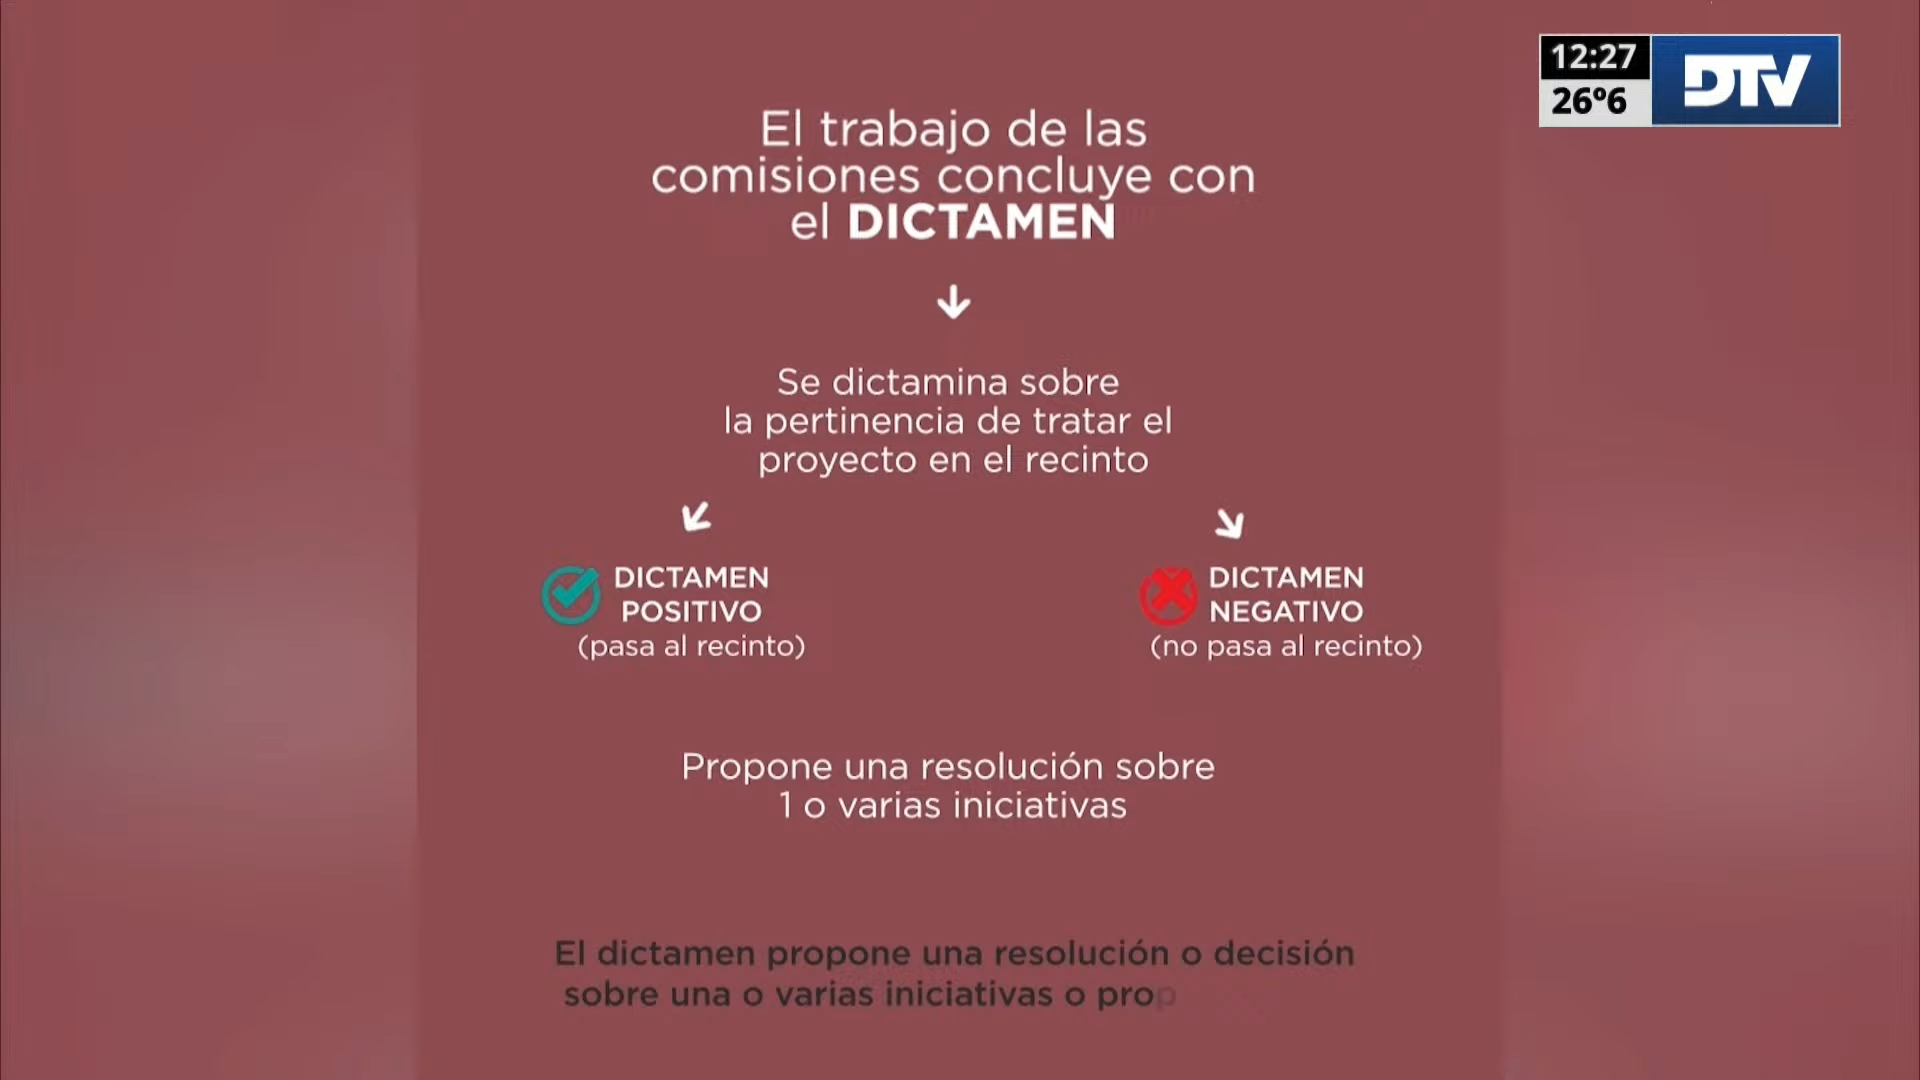 12:27
26º6
DTV
El trabajo de las
comisiones concluye con
el DICTAMEN
Se dictamina sobre
la pertinencia de tratar el
proyecto en el recinto
DICTAMEN
POSITIVO
(pasa al recinto)
DICTAMEN
NEGATIVO
(no pasa al recinto)
Propone una resolución sobre
1 o varias iniciativas
El dictamen propone una resolución o decisión
sobre una o varias iniciativas o prop